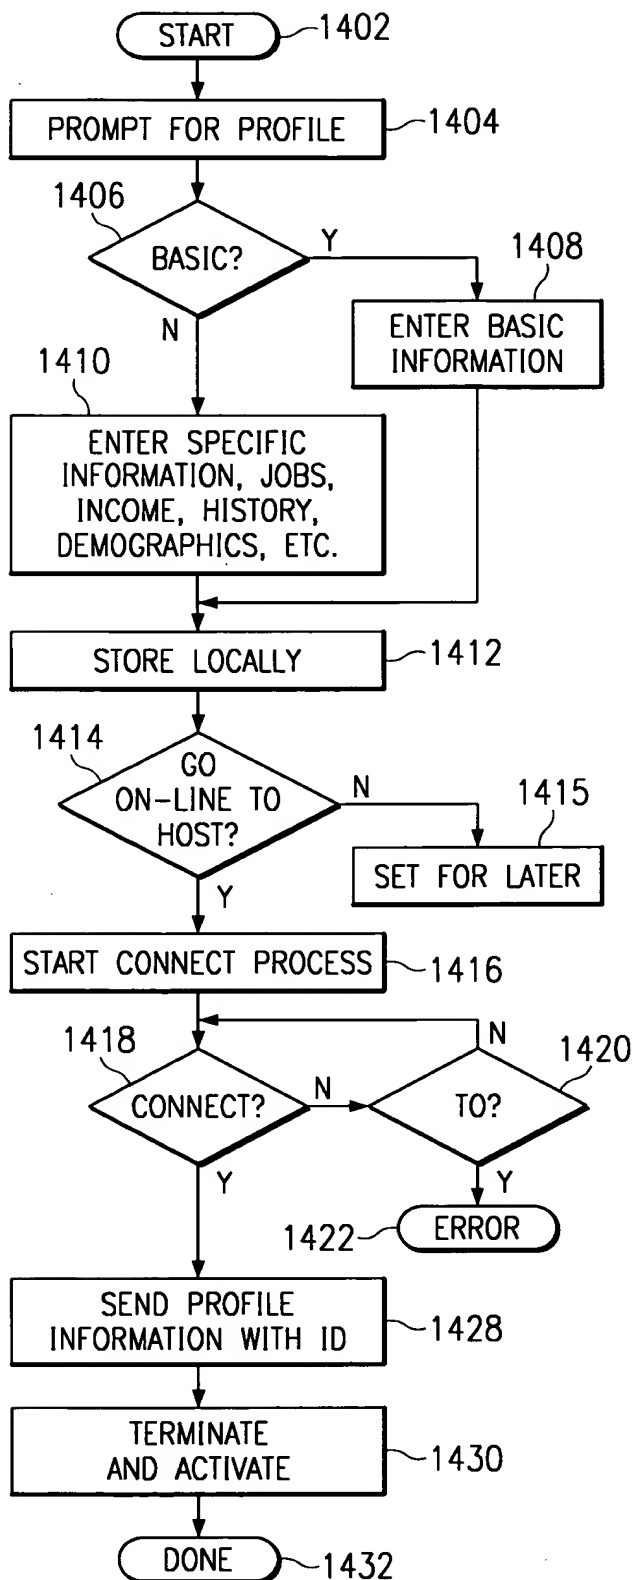 START
1402
PROMPT FOR PROFILE
1404
1406
BASIC?
Y
N
1408
ENTER BASIC
INFORMATION
1410
ENTER SPECIFIC
INFORMATION, JOBS,
INCOME, HISTORY,
DEMOGRAPHICS, ETC.
STORE LOCALLY
1412
1414
GO
ON-LINE TO
HOST?
N
Y
1415
SET FOR LATER
START CONNECT PROCESS
1416
1418
CONNECT?
N
Y
N
1420
TO?
Y
1422
ERROR
SEND PROFILE
INFORMATION WITH ID
1428
TERMINATE
AND ACTIVATE
1430
DONE
1432